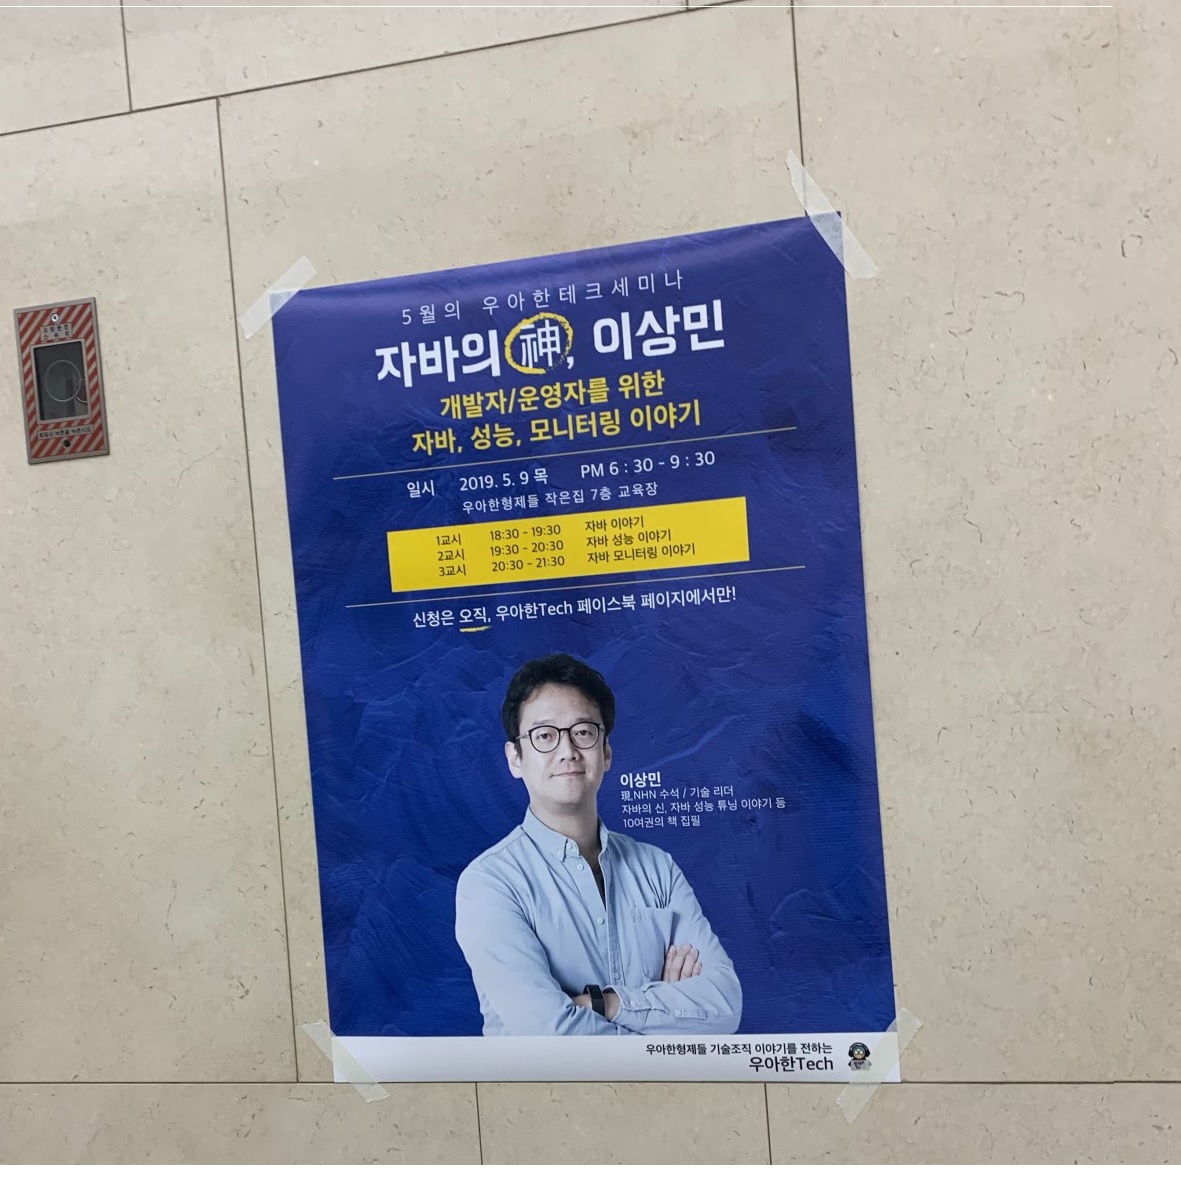 5월의 우아한테크세미나
자바의 神, 이상민
개발자/운영자를 위한
자바, 성능, 모니터링 이야기
일시 2019. 5. 9 목 PM 6 : 30 - 9 : 30
우아한형제들 작은집 7층 교육장
1교시 18:30 - 19:30 자바 이야기
2교시 19:30 - 20:30 자바 성능 이야기
3교시 20:30 - 21:30 자바 모니터링 이야기
신청은 오직, 우아한Tech 페이스북 페이지에서만!
이상민
現.NHN 수석 / 기술 리더
자바의 신, 자바 성능 튜닝 이야기 등
10여권의 책 집필
우아한형제들 기술조직 이야기를 전하는
우아한Tech